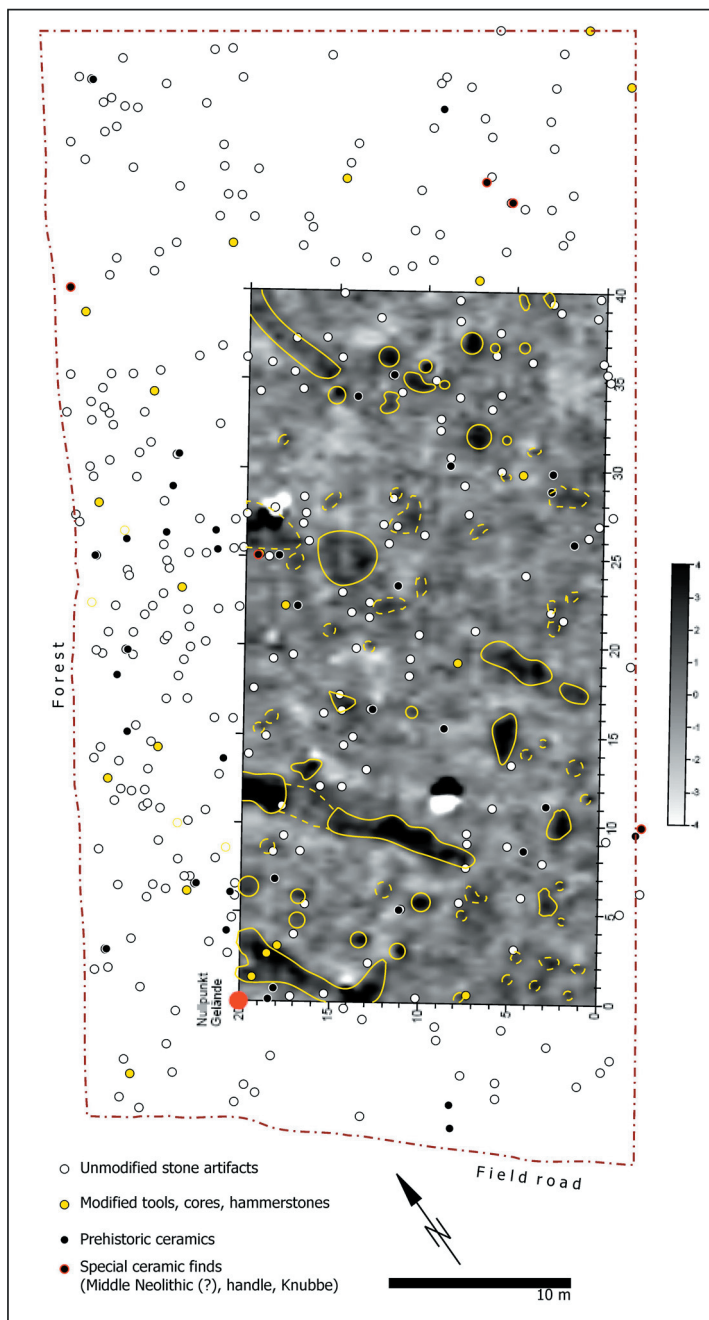 40
35
30
25
20
15
10
5
0
20
15
10
5
0
4
3
2
1
0
-1
-2
-3
-4
Forest
Nullpunkt
Gelände
Field road
Unmodified stone artifacts
Modified tools, cores, hammerstones
Prehistoric ceramics
Special ceramic finds
(Middle Neolithic (?), handle, Knubbe)
10 m